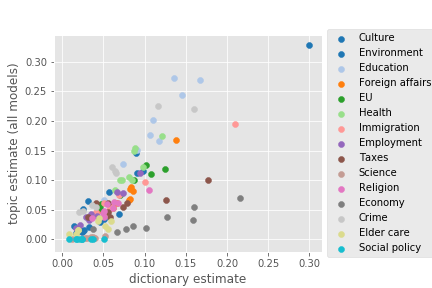 topic estimate (all models)
0.30
0.25
0.20
0.15
0.10
0.05
0.00
0.00 0.05 0.10 0.15 0.20 0.25 0.30
dictionary estimate
Culture
Environment
Education
Foreign affairs
EU
Health
Immigration
Employment
Taxes
Science
Religion
Economy
Crime
Elder care
Social policy